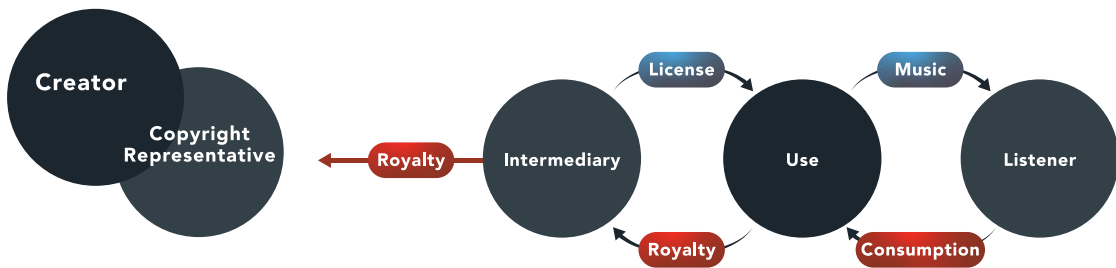 Creator
Copyright
Representative
Royalty
Intermediary
License
Royalty
Use
Music
Consumption
Listener